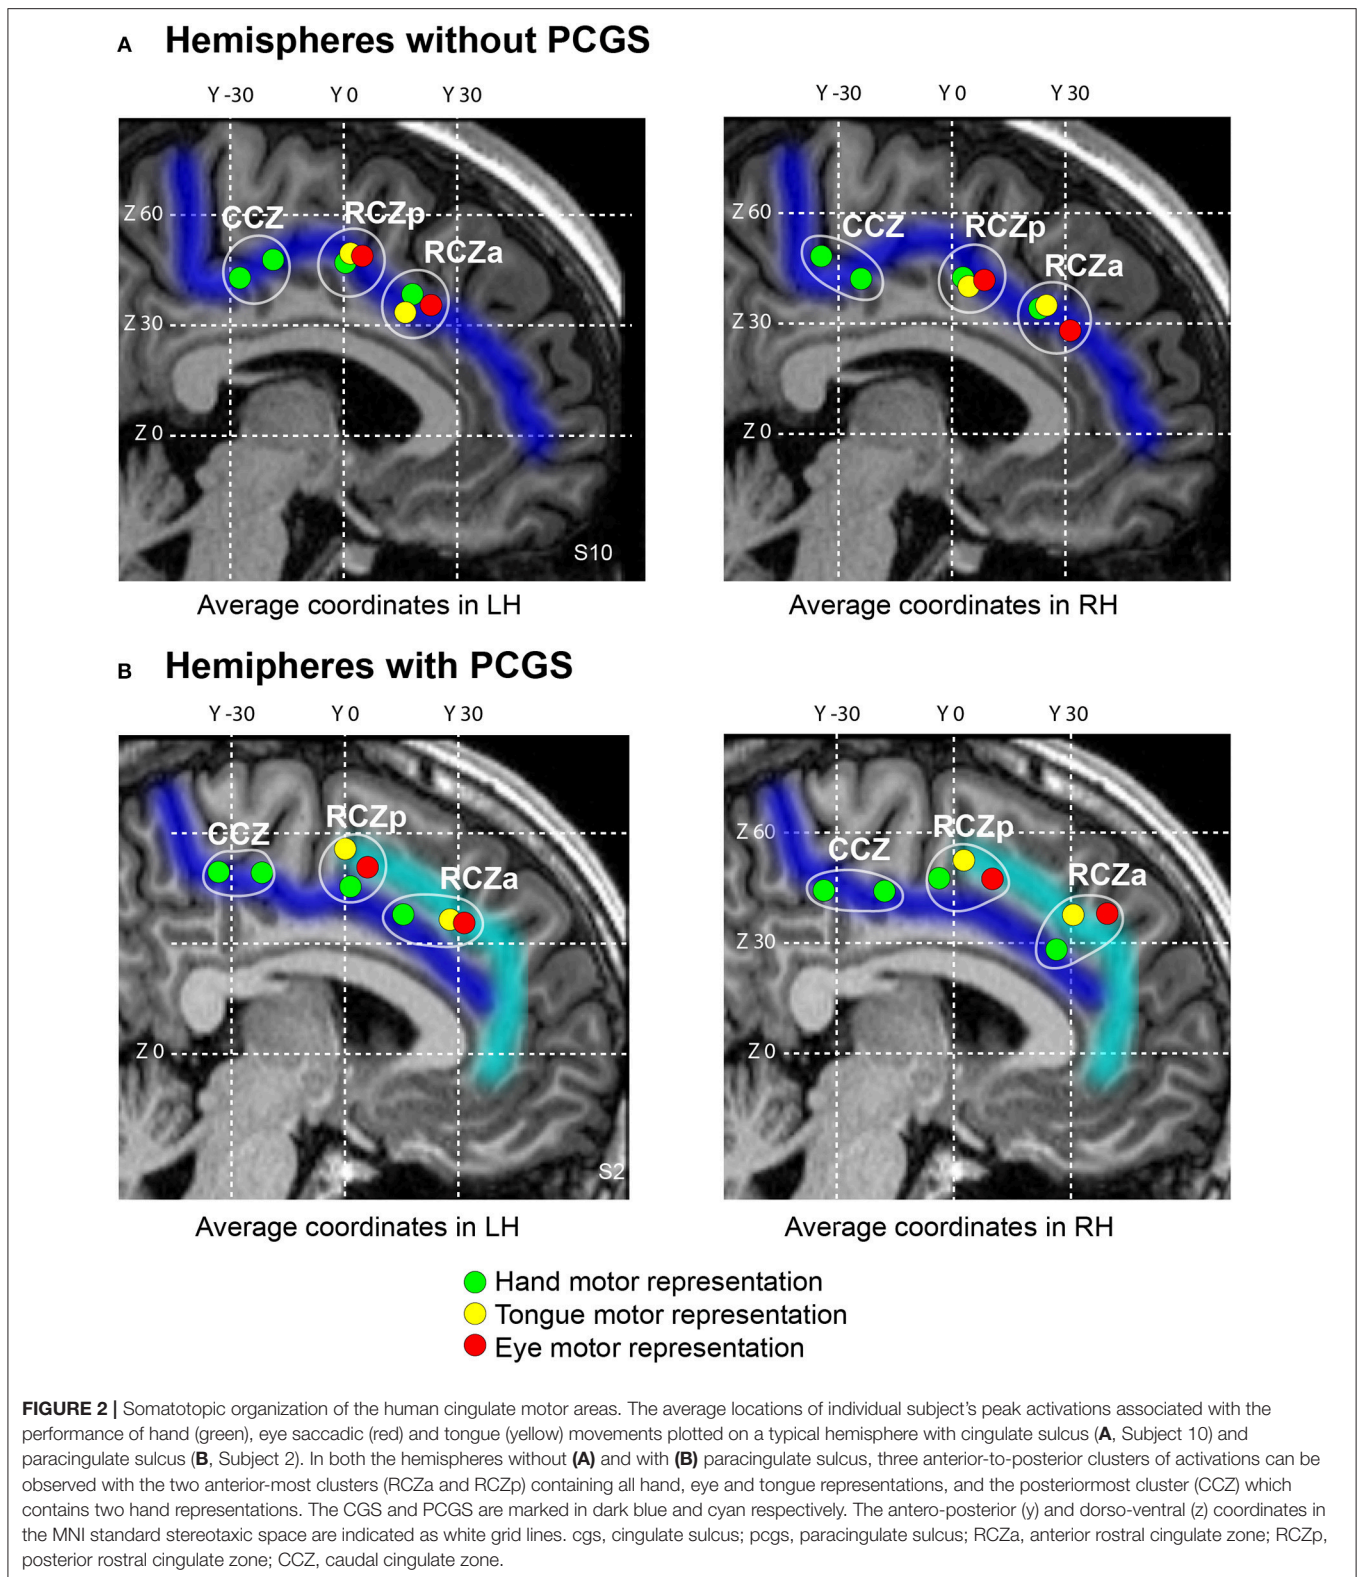 A Hemispheres without PCGS
Y -30 Y 0 Y 30 Y -30 Y 0 Y 30
Z 60 CCZ RCZp RCZa Z 60 CCZ RCZp RCZa
Z 30 Z 30
Z 0 Z 0
S10
Average coordinates in LH Average coordinates in RH
B Hemipheres with PCGS
Y -30 Y 0 Y 30 Y -30 Y 0 Y 30
CCZ RCZp RCZa Z 60 CCZ RCZp RCZa
Z 30
Z 0 Z 0
S2
Average coordinates in LH Average coordinates in RH
Hand motor representation
Tongue motor representation
Eye motor representation
FIGURE 2 | Somatotopic organization of the human cingulate motor areas. The average locations of individual subject's peak activations associated with the
performance of hand (green), eye saccadic (red) and tongue (yellow) movements plotted on a typical hemisphere with cingulate sulcus (A, Subject 10) and
paracingulate sulcus (B, Subject 2). In both the hemispheres without (A) and with (B) paracingulate sulcus, three anterior-to-posterior clusters of activations can be
observed with the two anterior-most clusters (RCZa and RCZp) containing all hand, eye and tongue representations, and the posteriormost cluster (CCZ) which
contains two hand representations. The CGS and PCGS are marked in dark blue and cyan respectively. The antero-posterior (y) and dorso-ventral (z) coordinates in
the MNI standard stereotaxic space are indicated as white grid lines. cgs, cingulate sulcus; pcgs, paracingulate sulcus; RCZa, anterior rostral cingulate zone; RCZp,
posterior rostral cingulate zone; CCZ, caudal cingulate zone.